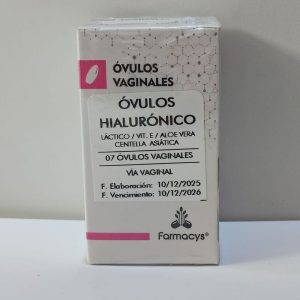 ÓVULOS
VAGINALES
ÓVULOS
HIALURÓNICO
LÁCTICO / VIT. E / ALOE VERA
CENTELLA ASIÁTICA
07 ÓVULOS VAGINALES
VÍA VAGINAL
F. Elaboración: 10/12/2025
F. Vencimiento: 10/12/2026
Farmacys®